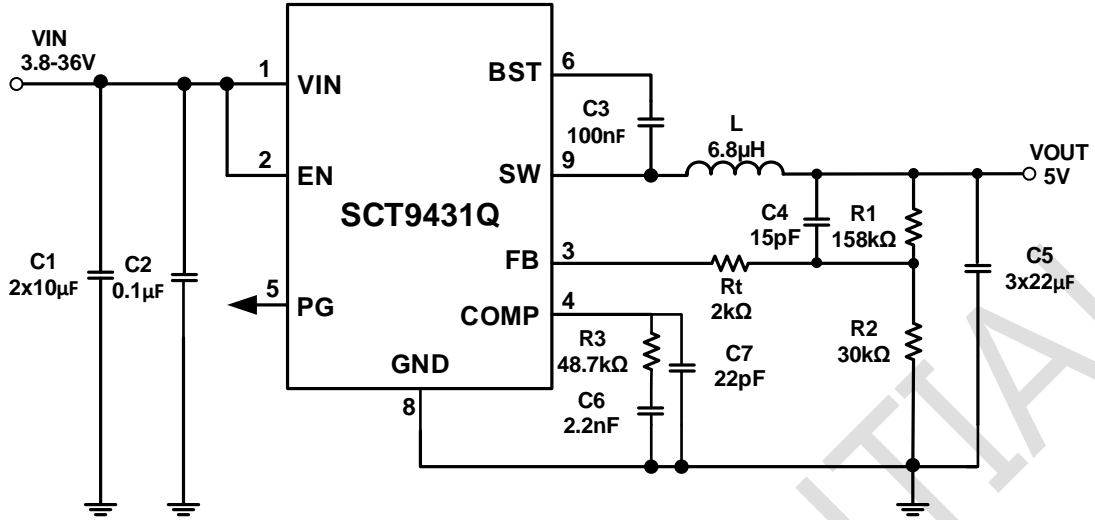 VIN
3.8-36V
1
VIN
2
EN
5
PG
SCT9431Q
GND
8
BST
6
SW
9
FB
3
COMP
4
C1
2x10µF
C2
0.1µF
C3
100nF
L
6.8µH
VOUT
5V
C4
15pF
R1
158kΩ
Rt
2kΩ
C5
3x22µF
R2
30kΩ
R3
48.7kΩ
C7
22pF
C6
2.2nF
NTIAL